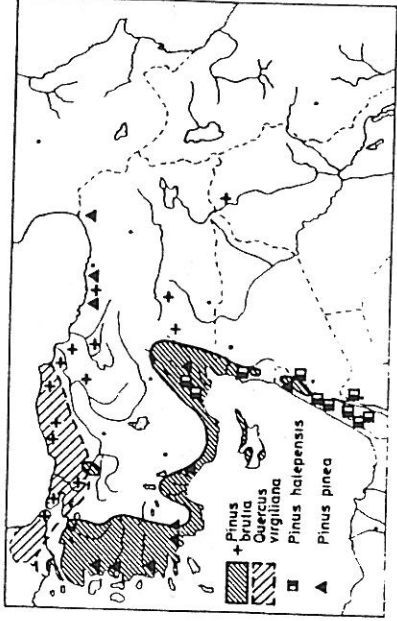 + Pinus
brutia
Quercus
virgiliana
Pinus halepensis
Pinus pinea